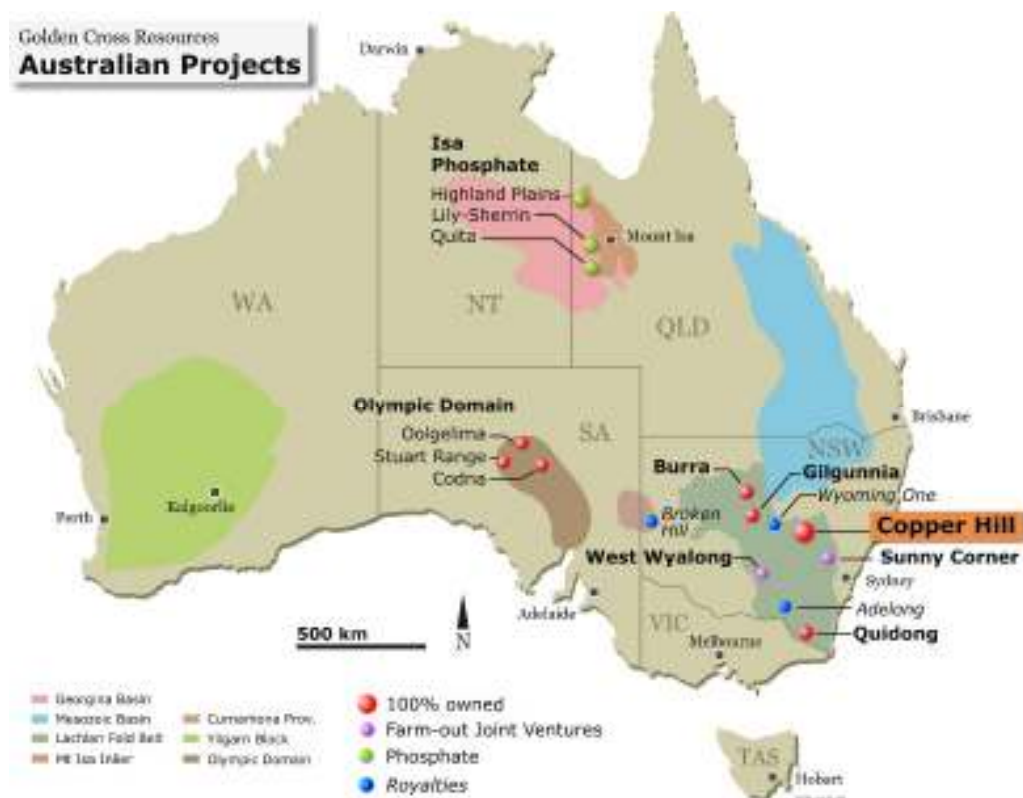 Golden Cross Resources
Australian Projects
Darwin
Isa
Phosphate
Highland Plains
Lily-Sherrin
Quita
Mount Isa
WA
NT
QLD
Olympic Domain
Oolgelima
Stuart Range
Codna
SA
Brisbane
NSW
Burra
Gilgunnia
Wyoming One
Perth
Kalgoorlie
Broken
Hill
Copper Hill
West Wyalong
Sunny Corner
Sydney
Adelaide
Adelong
500 km
N
VIC
Melbourne
Quidong
Georgina Basin
Mesozoic Basin
Lachlan Fold Belt
Mt Isa Inlier
Curnamona Prov.
Yilgarn Block
Olympic Domain
100% owned
Farm-out Joint Ventures
Phosphate
Royalties
TAS
Hobart